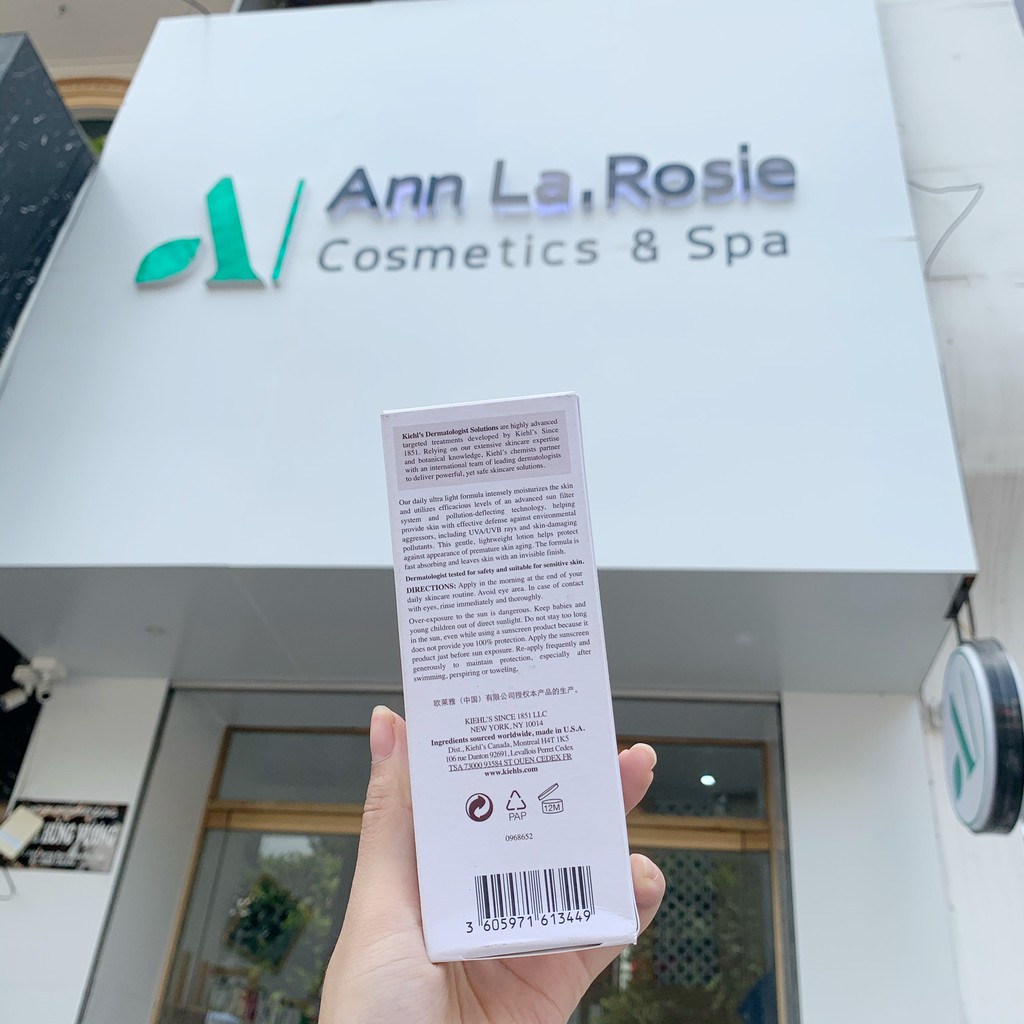 Ann La.Rosie
Cosmetics & Spa
Kiehl's Dermatologist Solutions are highly advanced
targeted treatments developed by Kiehl's Since
1851. Relying on our extensive skincare expertise
and botanical knowledge, Kiehl's chemists partner
with an international team of leading dermatologists
to deliver powerful, yet safe skincare solutions.
Our daily ultra light formula intensely moisturizes the skin
and utilizes efficacious levels of an advanced sun filter
system and pollution-deflecting technology, helping
provide skin with effective defense against environmental
aggressors, including UVA/UVB rays and skin-damaging
pollutants. This gentle, lightweight lotion helps protect
against appearance of premature skin aging. The formula is
fast absorbing and leaves skin with an invisible finish.
Dermatologist tested for safety and suitable for sensitive skin.
DIRECTIONS: Apply in the morning at the end of your
daily skincare routine. Avoid eye area. In case of contact
with eyes, rinse immediately and thoroughly.
Over-exposure to the sun is dangerous. Keep babies and
young children out of direct sunlight. Do not stay too long
in the sun, even while using a sunscreen product because it
does not provide you 100% protection. Apply the sunscreen
product just before sun exposure. Re-apply frequently and
generously to maintain protection, especially after
swimming, perspiring or toweling.
欧莱雅（中国）有限公司授权本产品的生产。
KIEHL'S SINCE 1851 LLC
NEW YORK, NY 10014
Ingredients sourced worldwide, made in U.S.A.
Dist., Kiehl's Canada, Montreal H4T 1K5
106 rue Danton 92691, Levallois Perret Cedex
TSA 73000 93584 ST OUEN CEDEX FR
www.kiehls.com
PAP
12M
0968652
3 605971 613449
HÙNG VƯƠNG